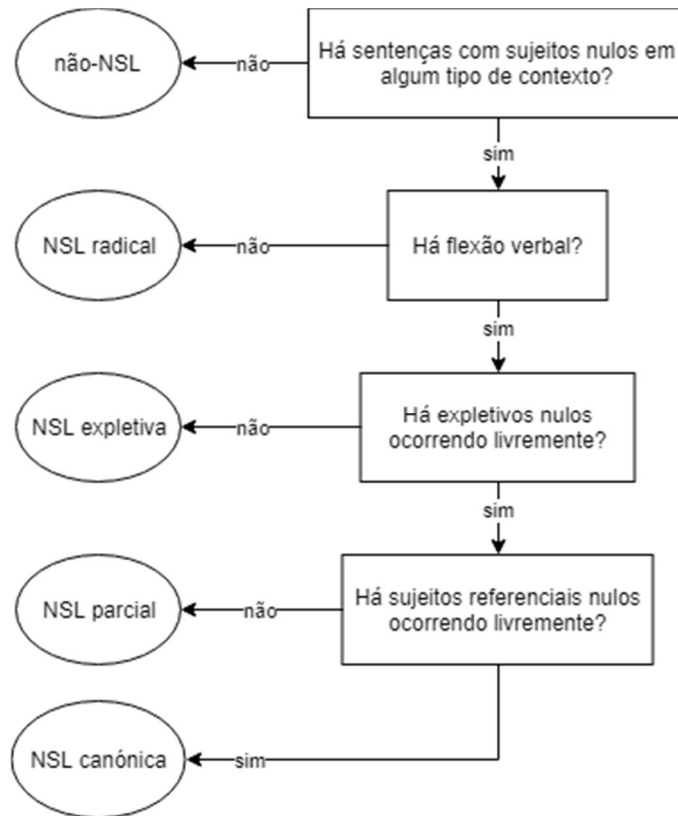 Há sentenças com sujeitos nulos em
algum tipo de contexto?
não
não-NSL
sim
Há flexão verbal?
não
NSL radical
sim
Há expletivos nulos
ocorrendo livremente?
não
NSL expletiva
sim
Há sujeitos referenciais nulos
ocorrendo livremente?
não
NSL parcial
sim
NSL canónica